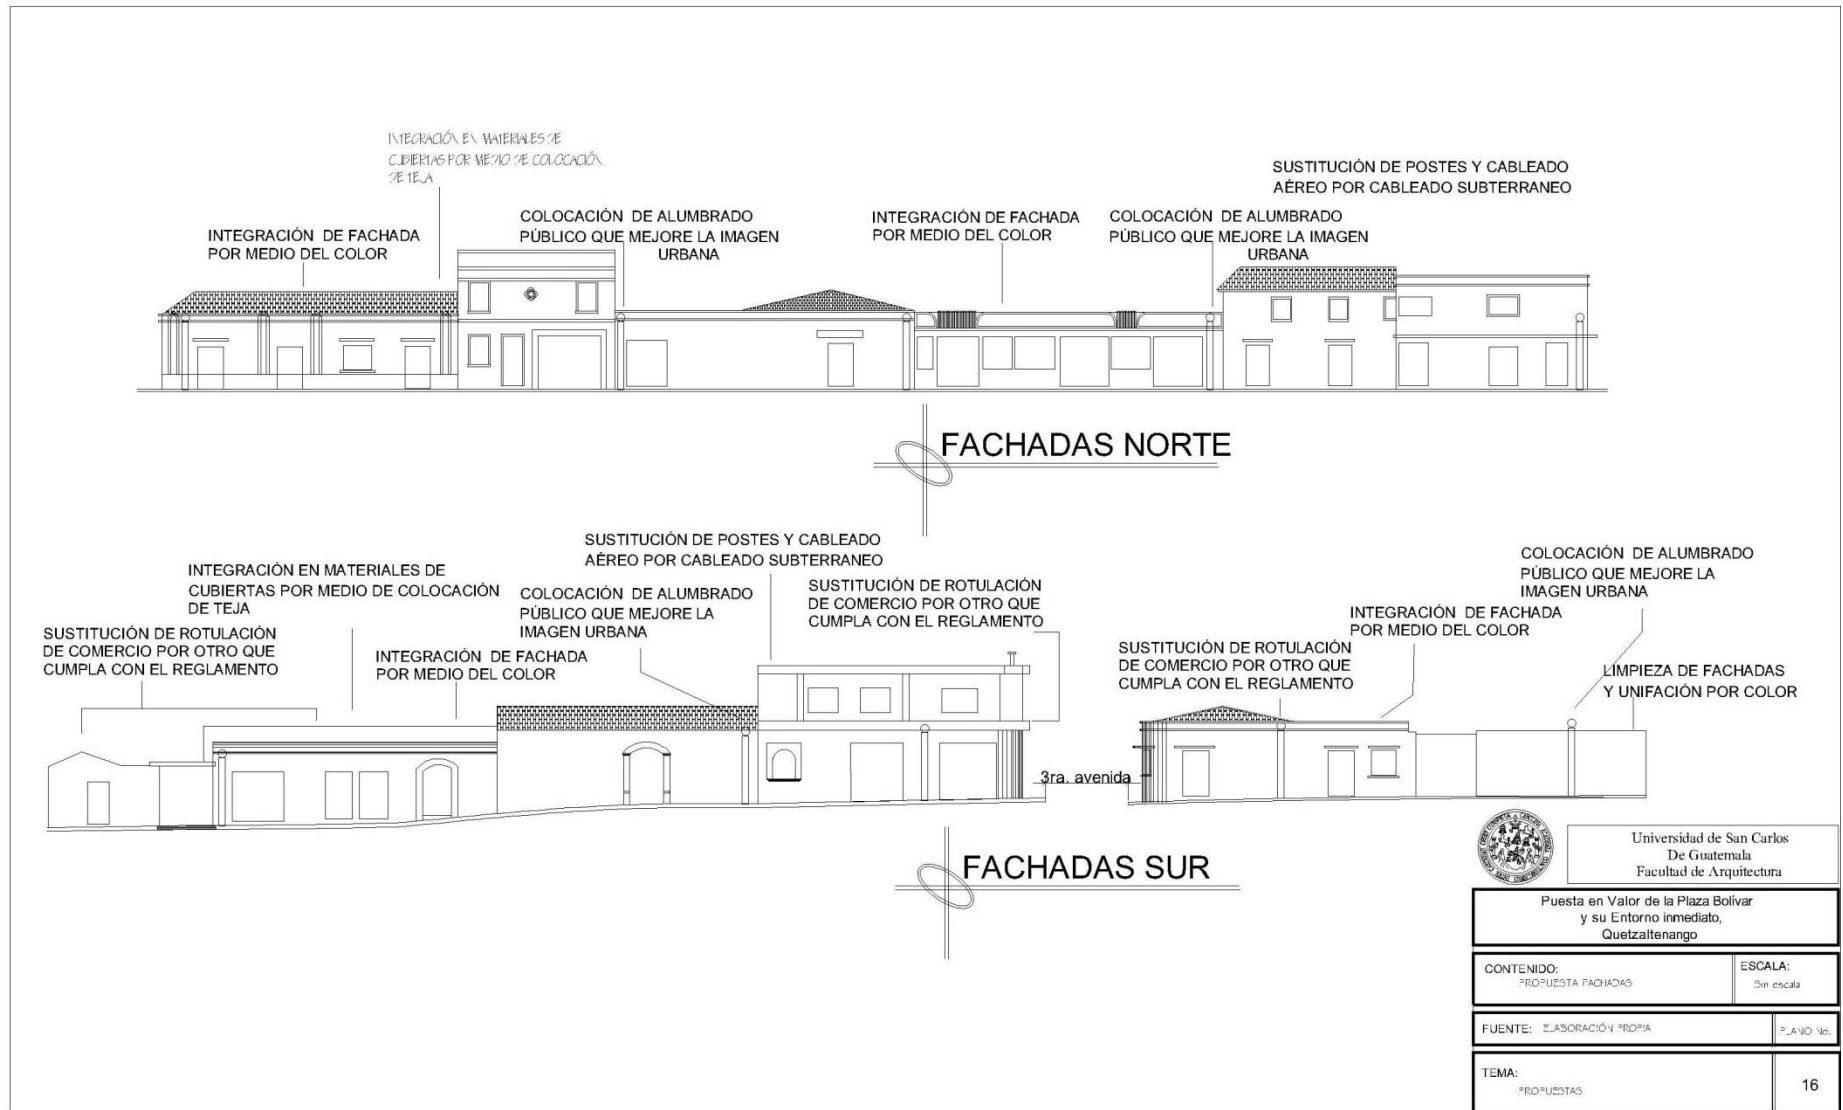 INTEGRACIÓN EN MATERIALES DE
CUBIERTAS POR MEDIO DE COLOCACIÓN
DE TEJA
INTEGRACIÓN DE FACHADA
POR MEDIO DEL COLOR
COLOCACIÓN DE ALUMBRADO
PÚBLICO QUE MEJORE LA IMAGEN
URBANA
INTEGRACIÓN DE FACHADA
POR MEDIO DEL COLOR
COLOCACIÓN DE ALUMBRADO
PÚBLICO QUE MEJORE LA IMAGEN
URBANA
SUSTITUCIÓN DE POSTES Y CABLEADO
AÉREO POR CABLEADO SUBTERRANEO
FACHADAS NORTE
SUSTITUCIÓN DE ROTULACIÓN
DE COMERCIO POR OTRO QUE
CUMPLA CON EL REGLAMENTO
INTEGRACIÓN EN MATERIALES DE
CUBIERTAS POR MEDIO DE COLOCACIÓN
DE TEJA
INTEGRACIÓN DE FACHADA
POR MEDIO DEL COLOR
COLOCACIÓN DE ALUMBRADO
PÚBLICO QUE MEJORE LA
IMAGEN URBANA
SUSTITUCIÓN DE POSTES Y CABLEADO
AÉREO POR CABLEADO SUBTERRANEO
SUSTITUCIÓN DE ROTULACIÓN
DE COMERCIO POR OTRO QUE
CUMPLA CON EL REGLAMENTO
3ra. avenida
SUSTITUCIÓN DE ROTULACIÓN
DE COMERCIO POR OTRO QUE
CUMPLA CON EL REGLAMENTO
INTEGRACIÓN DE FACHADA
POR MEDIO DEL COLOR
COLOCACIÓN DE ALUMBRADO
PÚBLICO QUE MEJORE LA
IMAGEN URBANA
LIMPIEZA DE FACHADAS
Y UNIFACIÓN POR COLOR
FACHADAS SUR
Universidad de San Carlos
De Guatemala
Facultad de Arquitectura
Puesta en Valor de la Plaza Bolívar
y su Entorno inmediato,
Quetzaltenango
CONTENIDO:
PROPUESTA FACHADAS
ESCALA:
Sin escala
FUENTE: ELABORACIÓN PROPIA
PLANO No.
TEMA:
PROPUESTAS
16